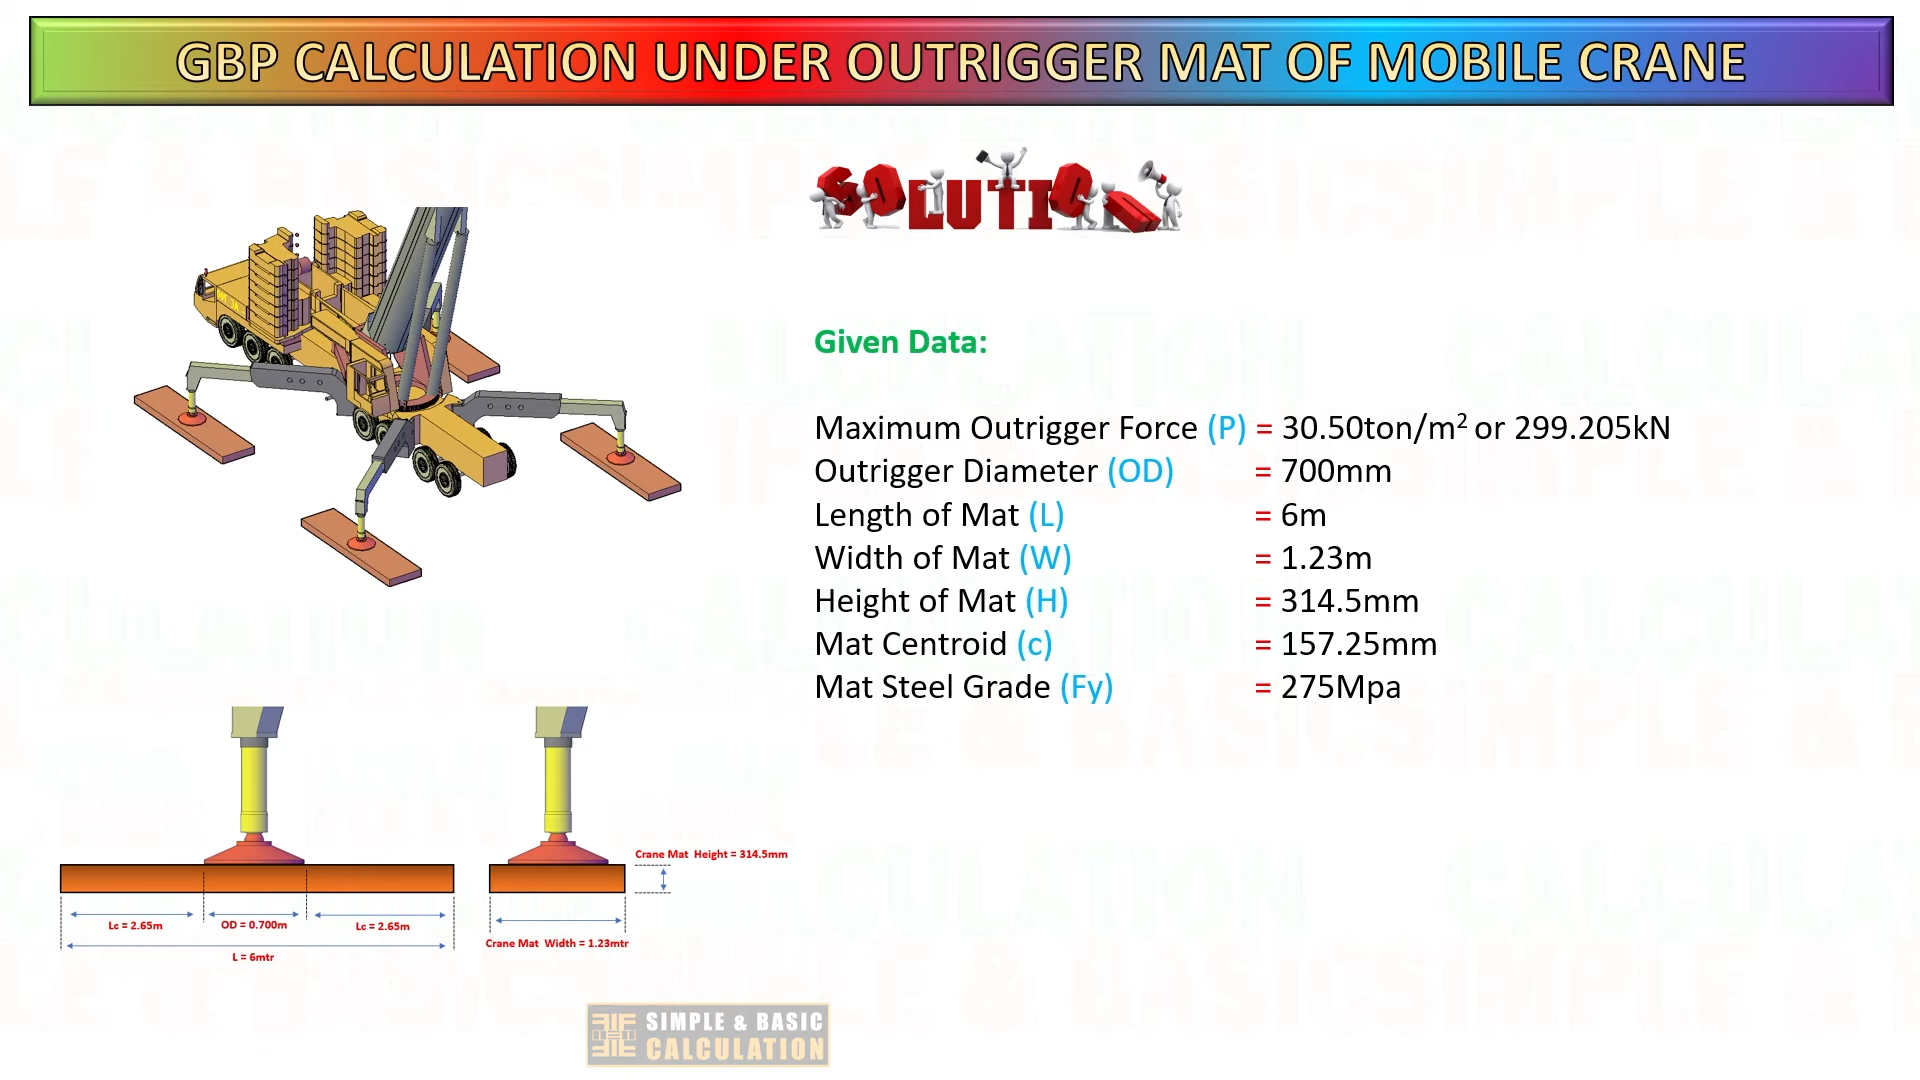 GBP CALCULATION UNDER OUTRIGGER MAT OF MOBILE CRANE
SOLUTION
Given Data:
Maximum Outrigger Force (P) = 30.50ton/m² or 299.205kN
Outrigger Diameter (OD) = 700mm
Length of Mat (L) = 6m
Width of Mat (W) = 1.23m
Height of Mat (H) = 314.5mm
Mat Centroid (c) = 157.25mm
Mat Steel Grade (Fy) = 275Mpa
Crane Mat Height = 314.5mm
Lc = 2.65m
OD = 0.700m
Lc = 2.65m
L = 6mtr
Crane Mat Width = 1.23mtr
SIMPLE & BASIC
CALCULATION